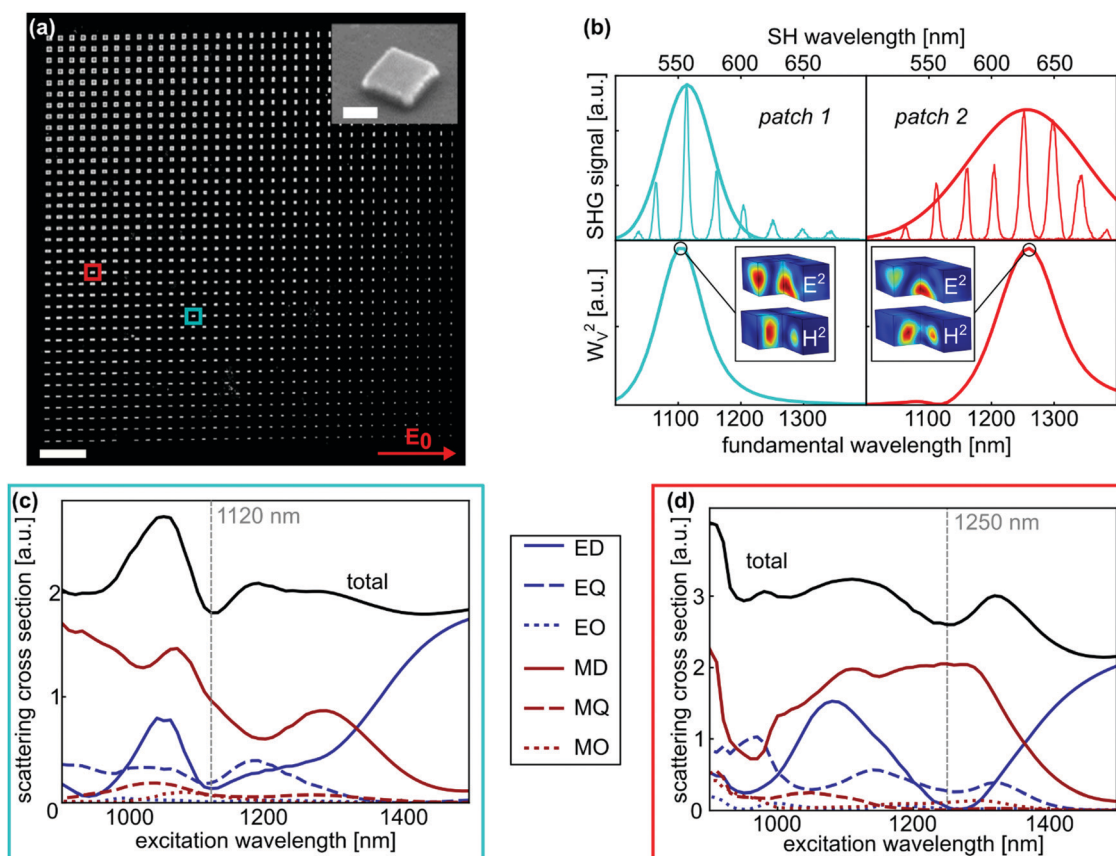 (a)
E0
(b)
SH wavelength [nm]
550 600 650 550 600 650
patch 1 patch 2
SHG signal [a.u.]
E2 E2
H2 H2
WV2 [a.u.]
1100 1200 1300 1100 1200 1300
fundamental wavelength [nm]
(c)
1120 nm
total
scattering cross section [a.u.]
2
1
0
1000 1200 1400
excitation wavelength [nm]
ED
EQ
EO
MD
MQ
MO
(d)
1250 nm
total
scattering cross section [a.u.]
3
2
1
0
1000 1200 1400
excitation wavelength [nm]